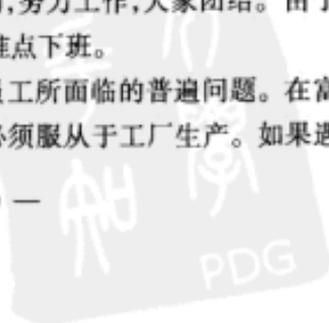 ,努力工作,大家团结。由
准点下班。
工所面临的普遍问题。在富
必须服从于工厂生产。如果遇
—
PDG